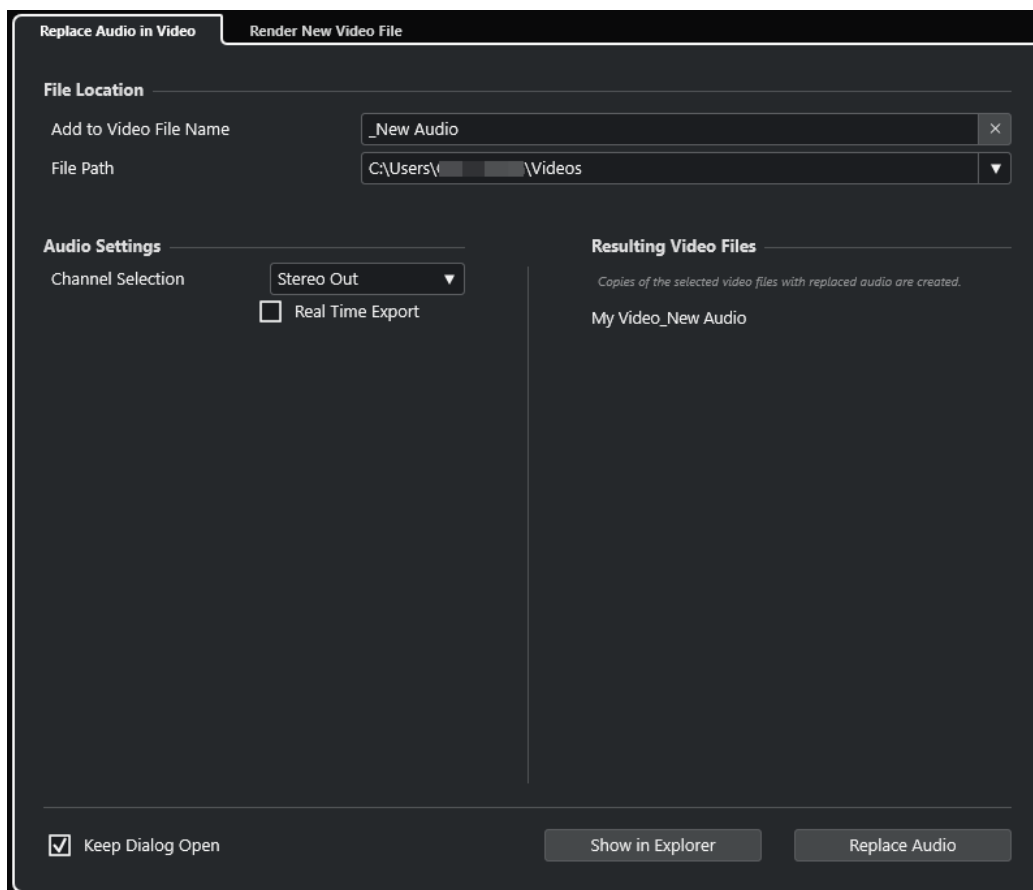 Replace Audio in Video Render New Video File
File Location
Add to Video File Name _New Audio
File Path C:\Users\ \Videos
Audio Settings Resulting Video Files
Channel Selection Stereo Out Copies of the selected video files with replaced audio are created.
Real Time Export My Video_New Audio
Keep Dialog Open Show in Explorer Replace Audio